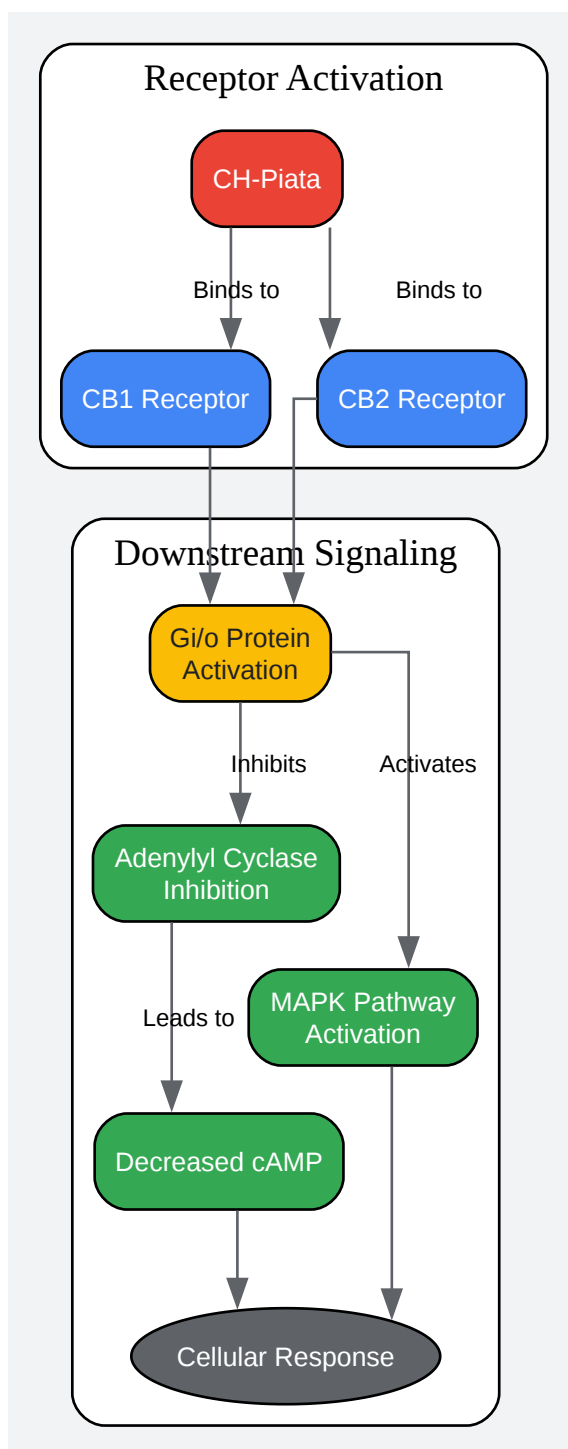 Receptor Activation
CH-Piata
Binds to
Binds to
CB1 Receptor
CB2 Receptor
Downstream Signaling
Gi/o Protein
Activation
Inhibits
Activates
Adenylyl Cyclase
Inhibition
MAPK Pathway
Activation
Leads to
Decreased cAMP
Cellular Response